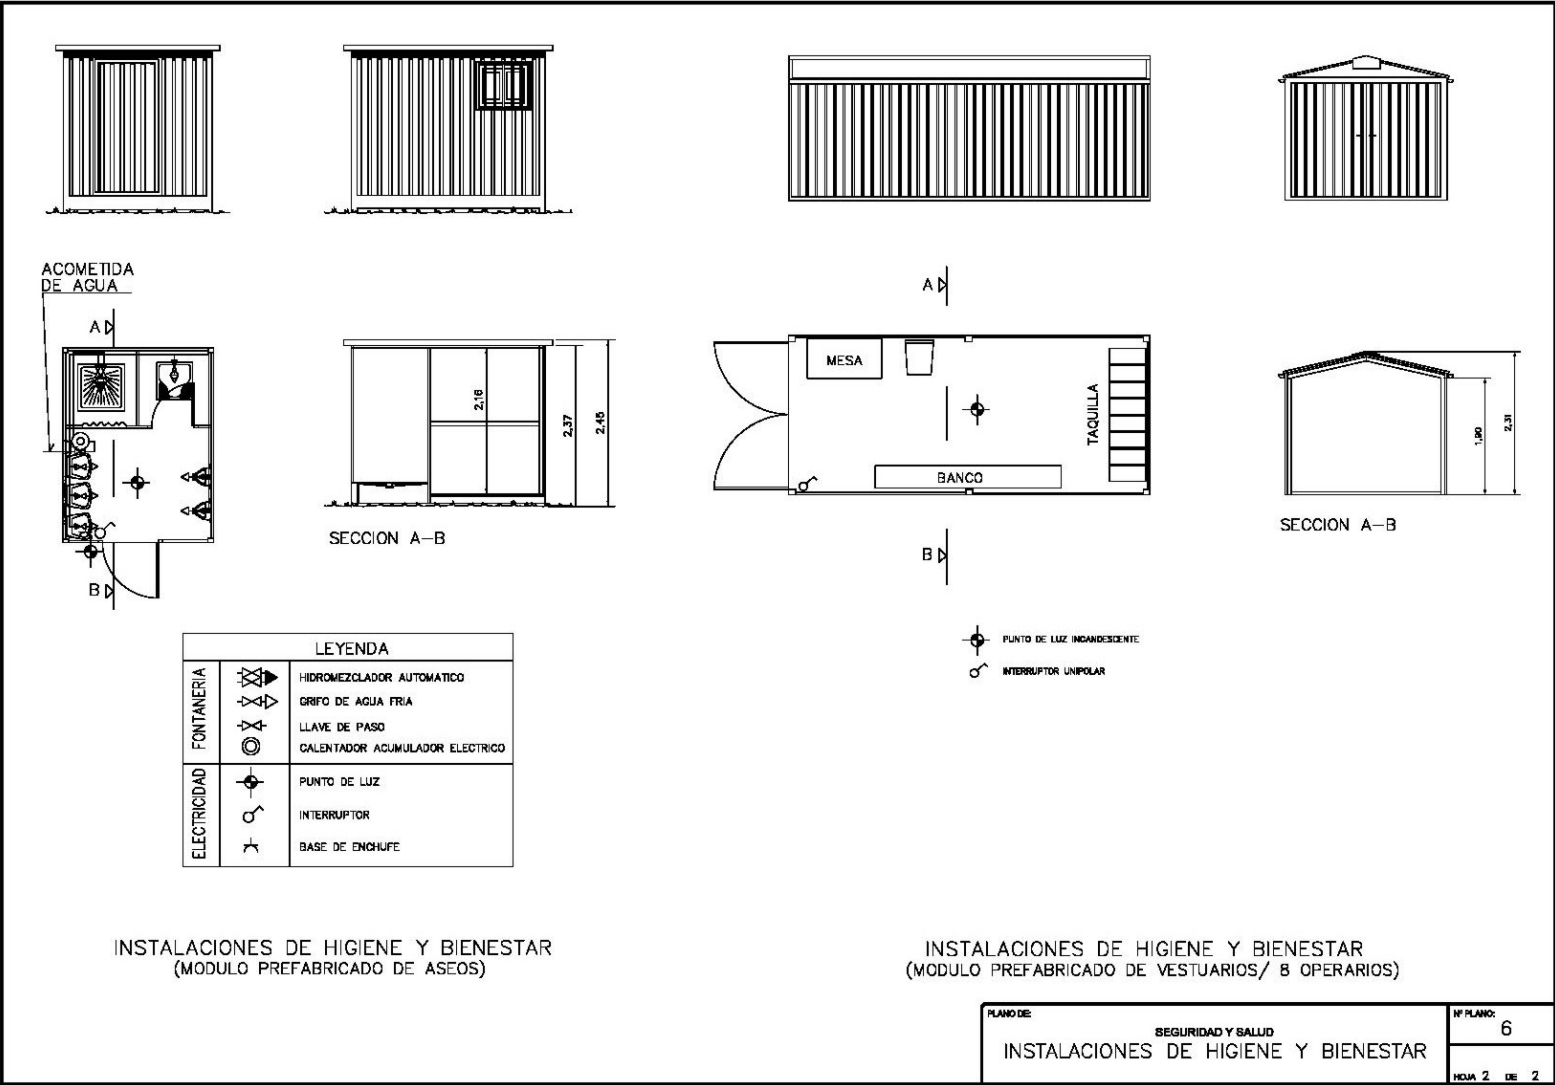 ACOMETIDA
DE AGUA
A
B
2,16
2,37
2,45
SECCION A-B
A
MESA
TAQUILLA
BANCO
B
1,90
2,31
SECCION A-B
PUNTO DE LUZ INCANDESCENTE
INTERRUPTOR UNIPOLAR
LEYENDA
FONTANERIA
HIDROMEZCLADOR AUTOMATICO
GRIFO DE AGUA FRIA
LLAVE DE PASO
CALENTADOR ACUMULADOR ELECTRICO
ELECTRICIDAD
PUNTO DE LUZ
INTERRUPTOR
BASE DE ENCHUFE
INSTALACIONES DE HIGIENE Y BIENESTAR
(MODULO PREFABRICADO DE ASEOS)
INSTALACIONES DE HIGIENE Y BIENESTAR
(MODULO PREFABRICADO DE VESTUARIOS/ 8 OPERARIOS)
PLANO DE:
SEGURIDAD Y SALUD
INSTALACIONES DE HIGIENE Y BIENESTAR
Nº PLANO:
6
HOJA 2 DE 2